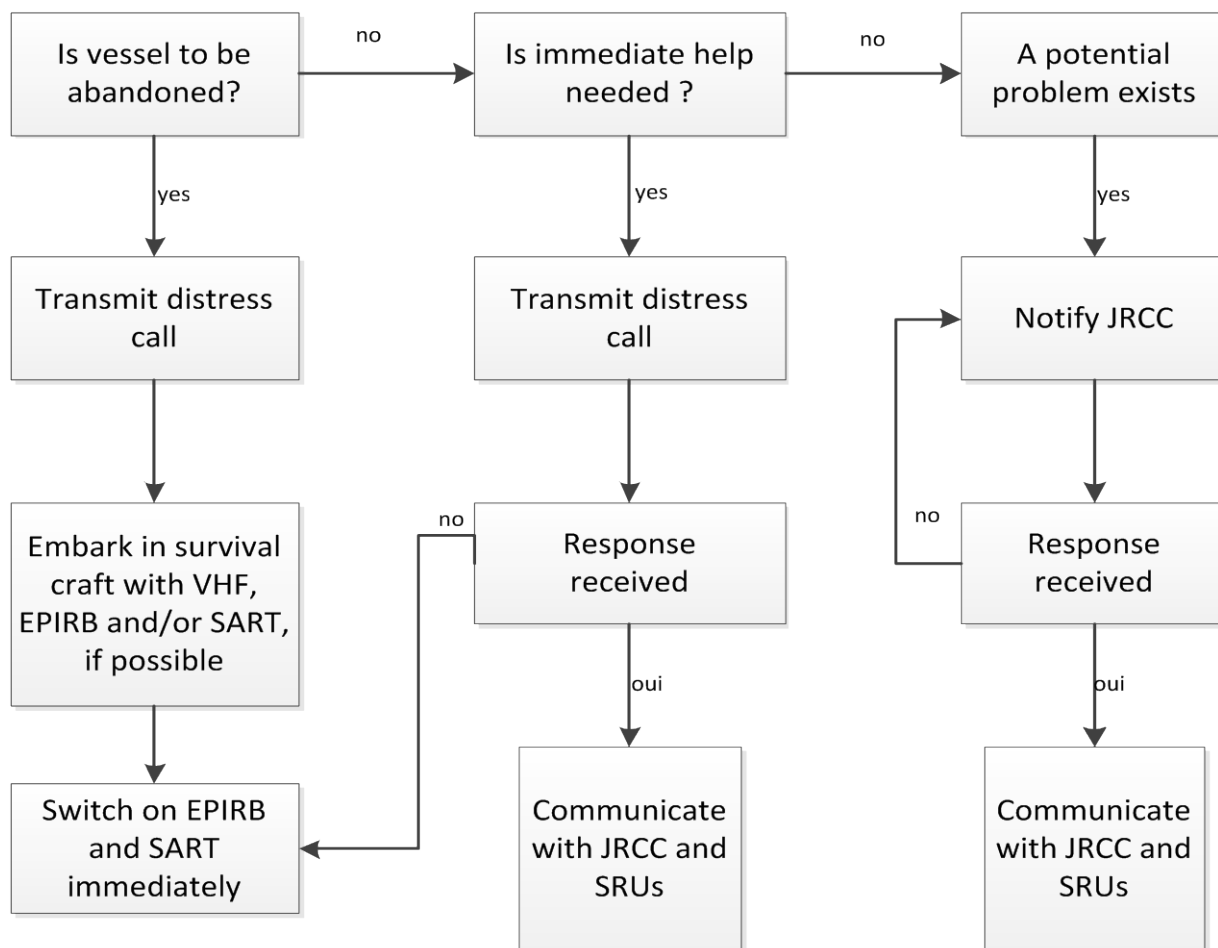 Is vessel to be
abandoned?
no
Is immediate help
needed ?
no
A potential
problem exists
yes
yes
yes
Transmit distress
call
Transmit distress
call
Notify JRCC
Embark in survival
craft with VHF,
EPIRB and/or SART,
if possible
no
Response
received
no
Response
received
oui
oui
Switch on EPIRB
and SART
immediately
Communicate
with JRCC and
SRUs
Communicate
with JRCC and
SRUs